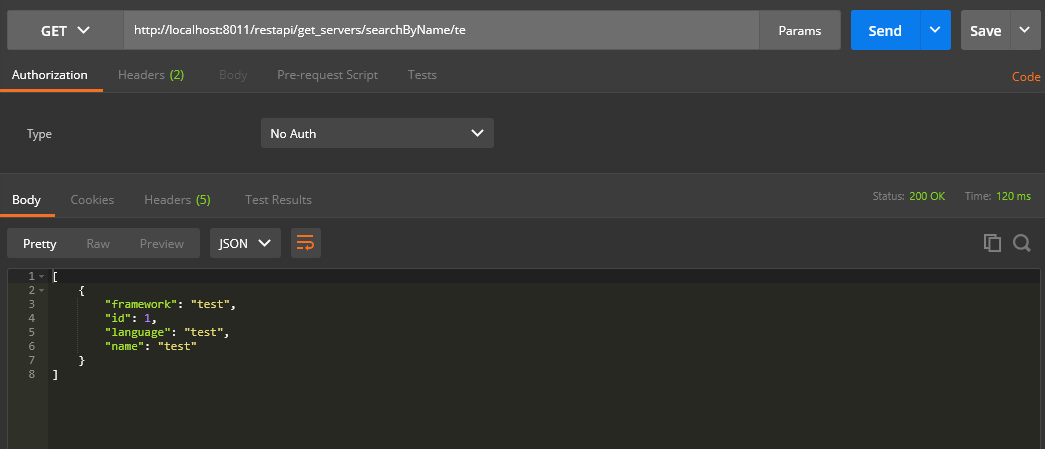 GET http://localhost:8011/restapi/get_servers/searchByName/te Params Send Save
Authorization Headers (2) Body Pre-request Script Tests Code
Type No Auth
Body Cookies Headers (5) Test Results Status: 200 OK Time: 120 ms
Pretty Raw Preview JSON
1 [
2 {
3 "framework": "test",
4 "id": 1,
5 "language": "test",
6 "name": "test"
7 }
8 ]